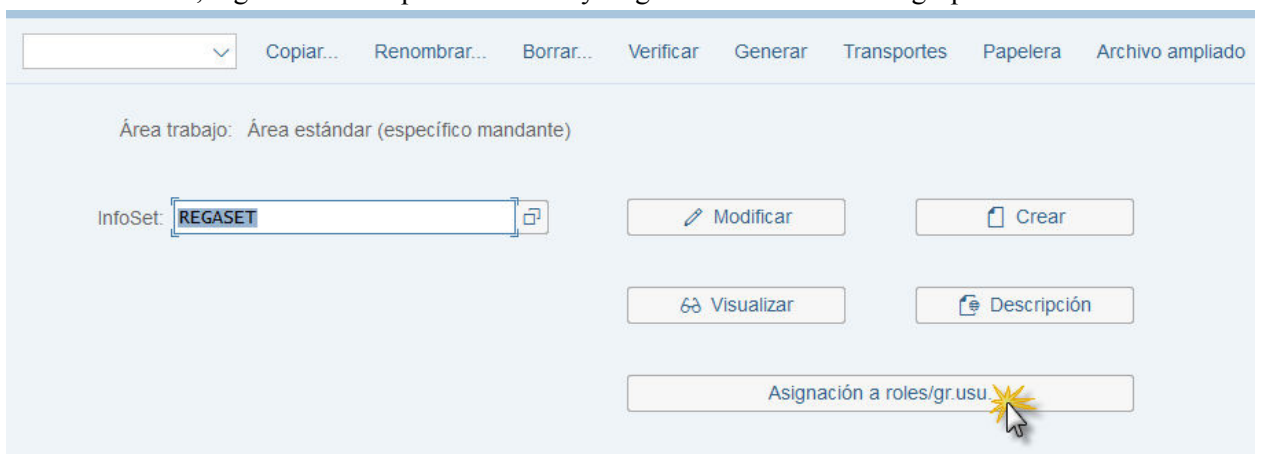 Copiar... Renombrar... Borrar... Verificar Generar Transportes Papelera Archivo ampliado
Área trabajo: Área estándar (específico mandante)
InfoSet: REGASET Modificar Crear
Visualizar Descripción
Asignación a roles/gr.usu.